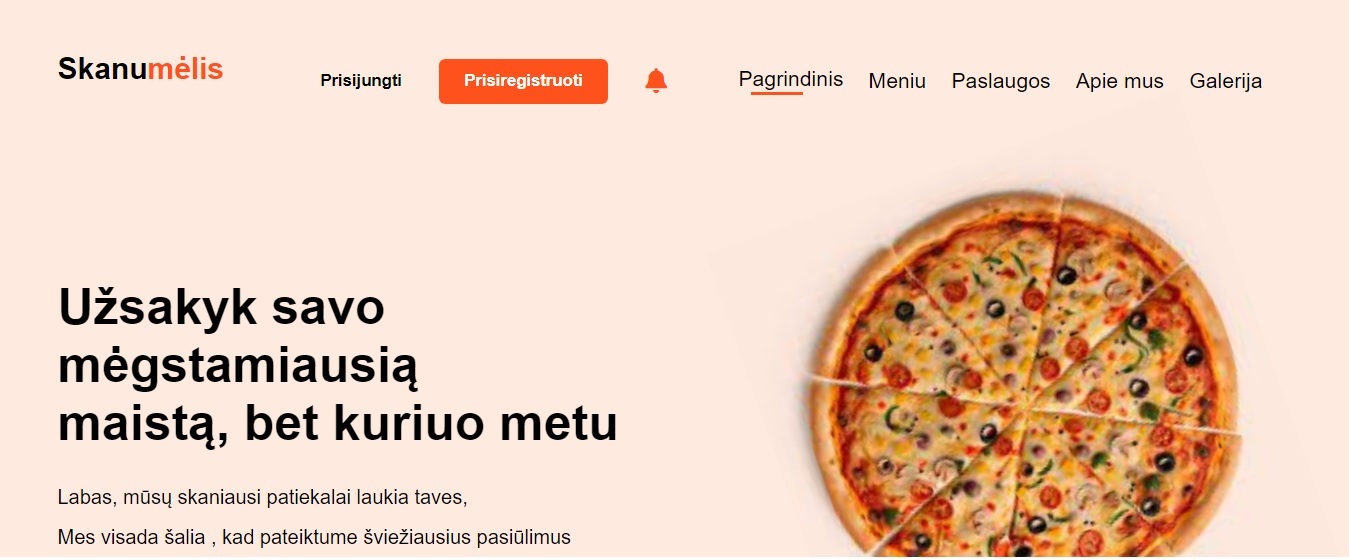 Skanumėlis
Prisijungti
Prisiregistruoti
Pagrindinis
Meniu
Paslaugos
Apie mus
Galerija
Užsakyk savo
mėgstamiausią
maistą, bet kuriuo metu
Labas, mūsų skaniausi patiekalai laukia taves,
Mes visada šalia , kad pateiktume šviežiausius pasiūlimus